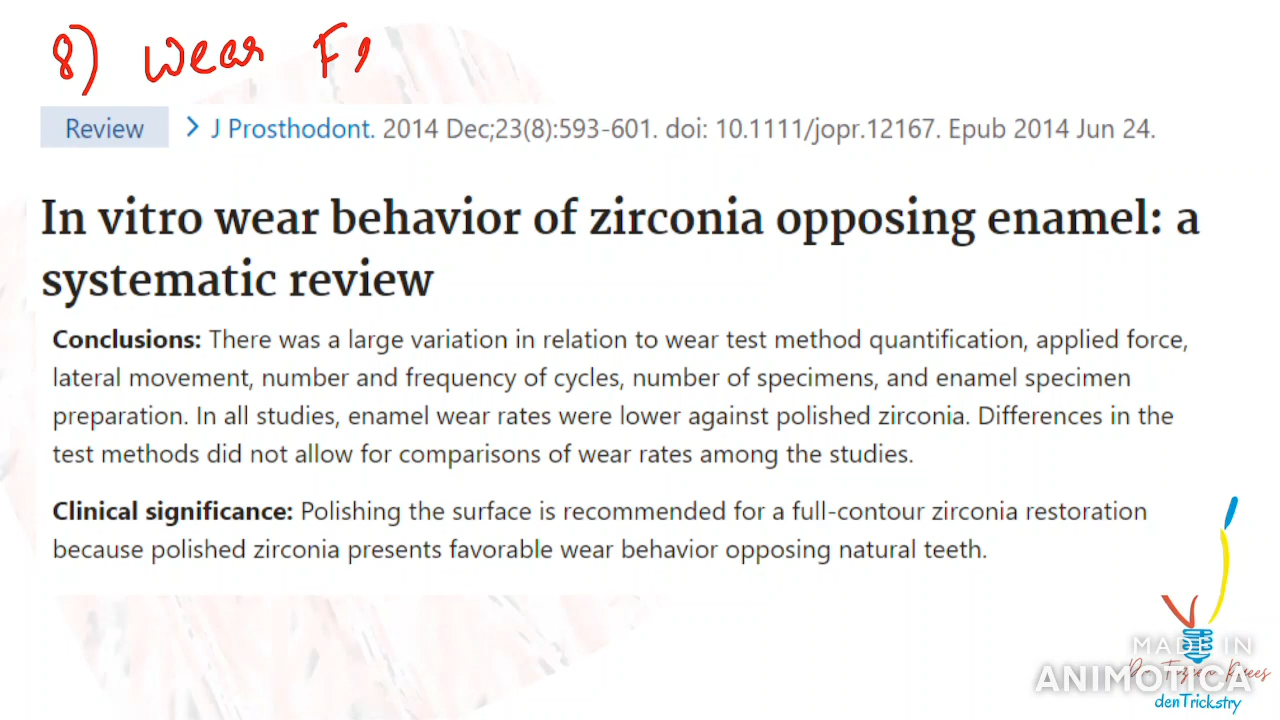 8) Wear F
Review > J Prosthodont. 2014 Dec;23(8):593-601. doi: 10.1111/jopr.12167. Epub 2014 Jun 24.
In vitro wear behavior of zirconia opposing enamel: a
systematic review
Conclusions: There was a large variation in relation to wear test method quantification, applied force,
lateral movement, number and frequency of cycles, number of specimens, and enamel specimen
preparation. In all studies, enamel wear rates were lower against polished zirconia. Differences in the
test methods did not allow for comparisons of wear rates among the studies.
Clinical significance: Polishing the surface is recommended for a full-contour zirconia restoration
because polished zirconia presents favorable wear behavior opposing natural teeth.
MADE IN
ANIMOTICA
denTrickstry